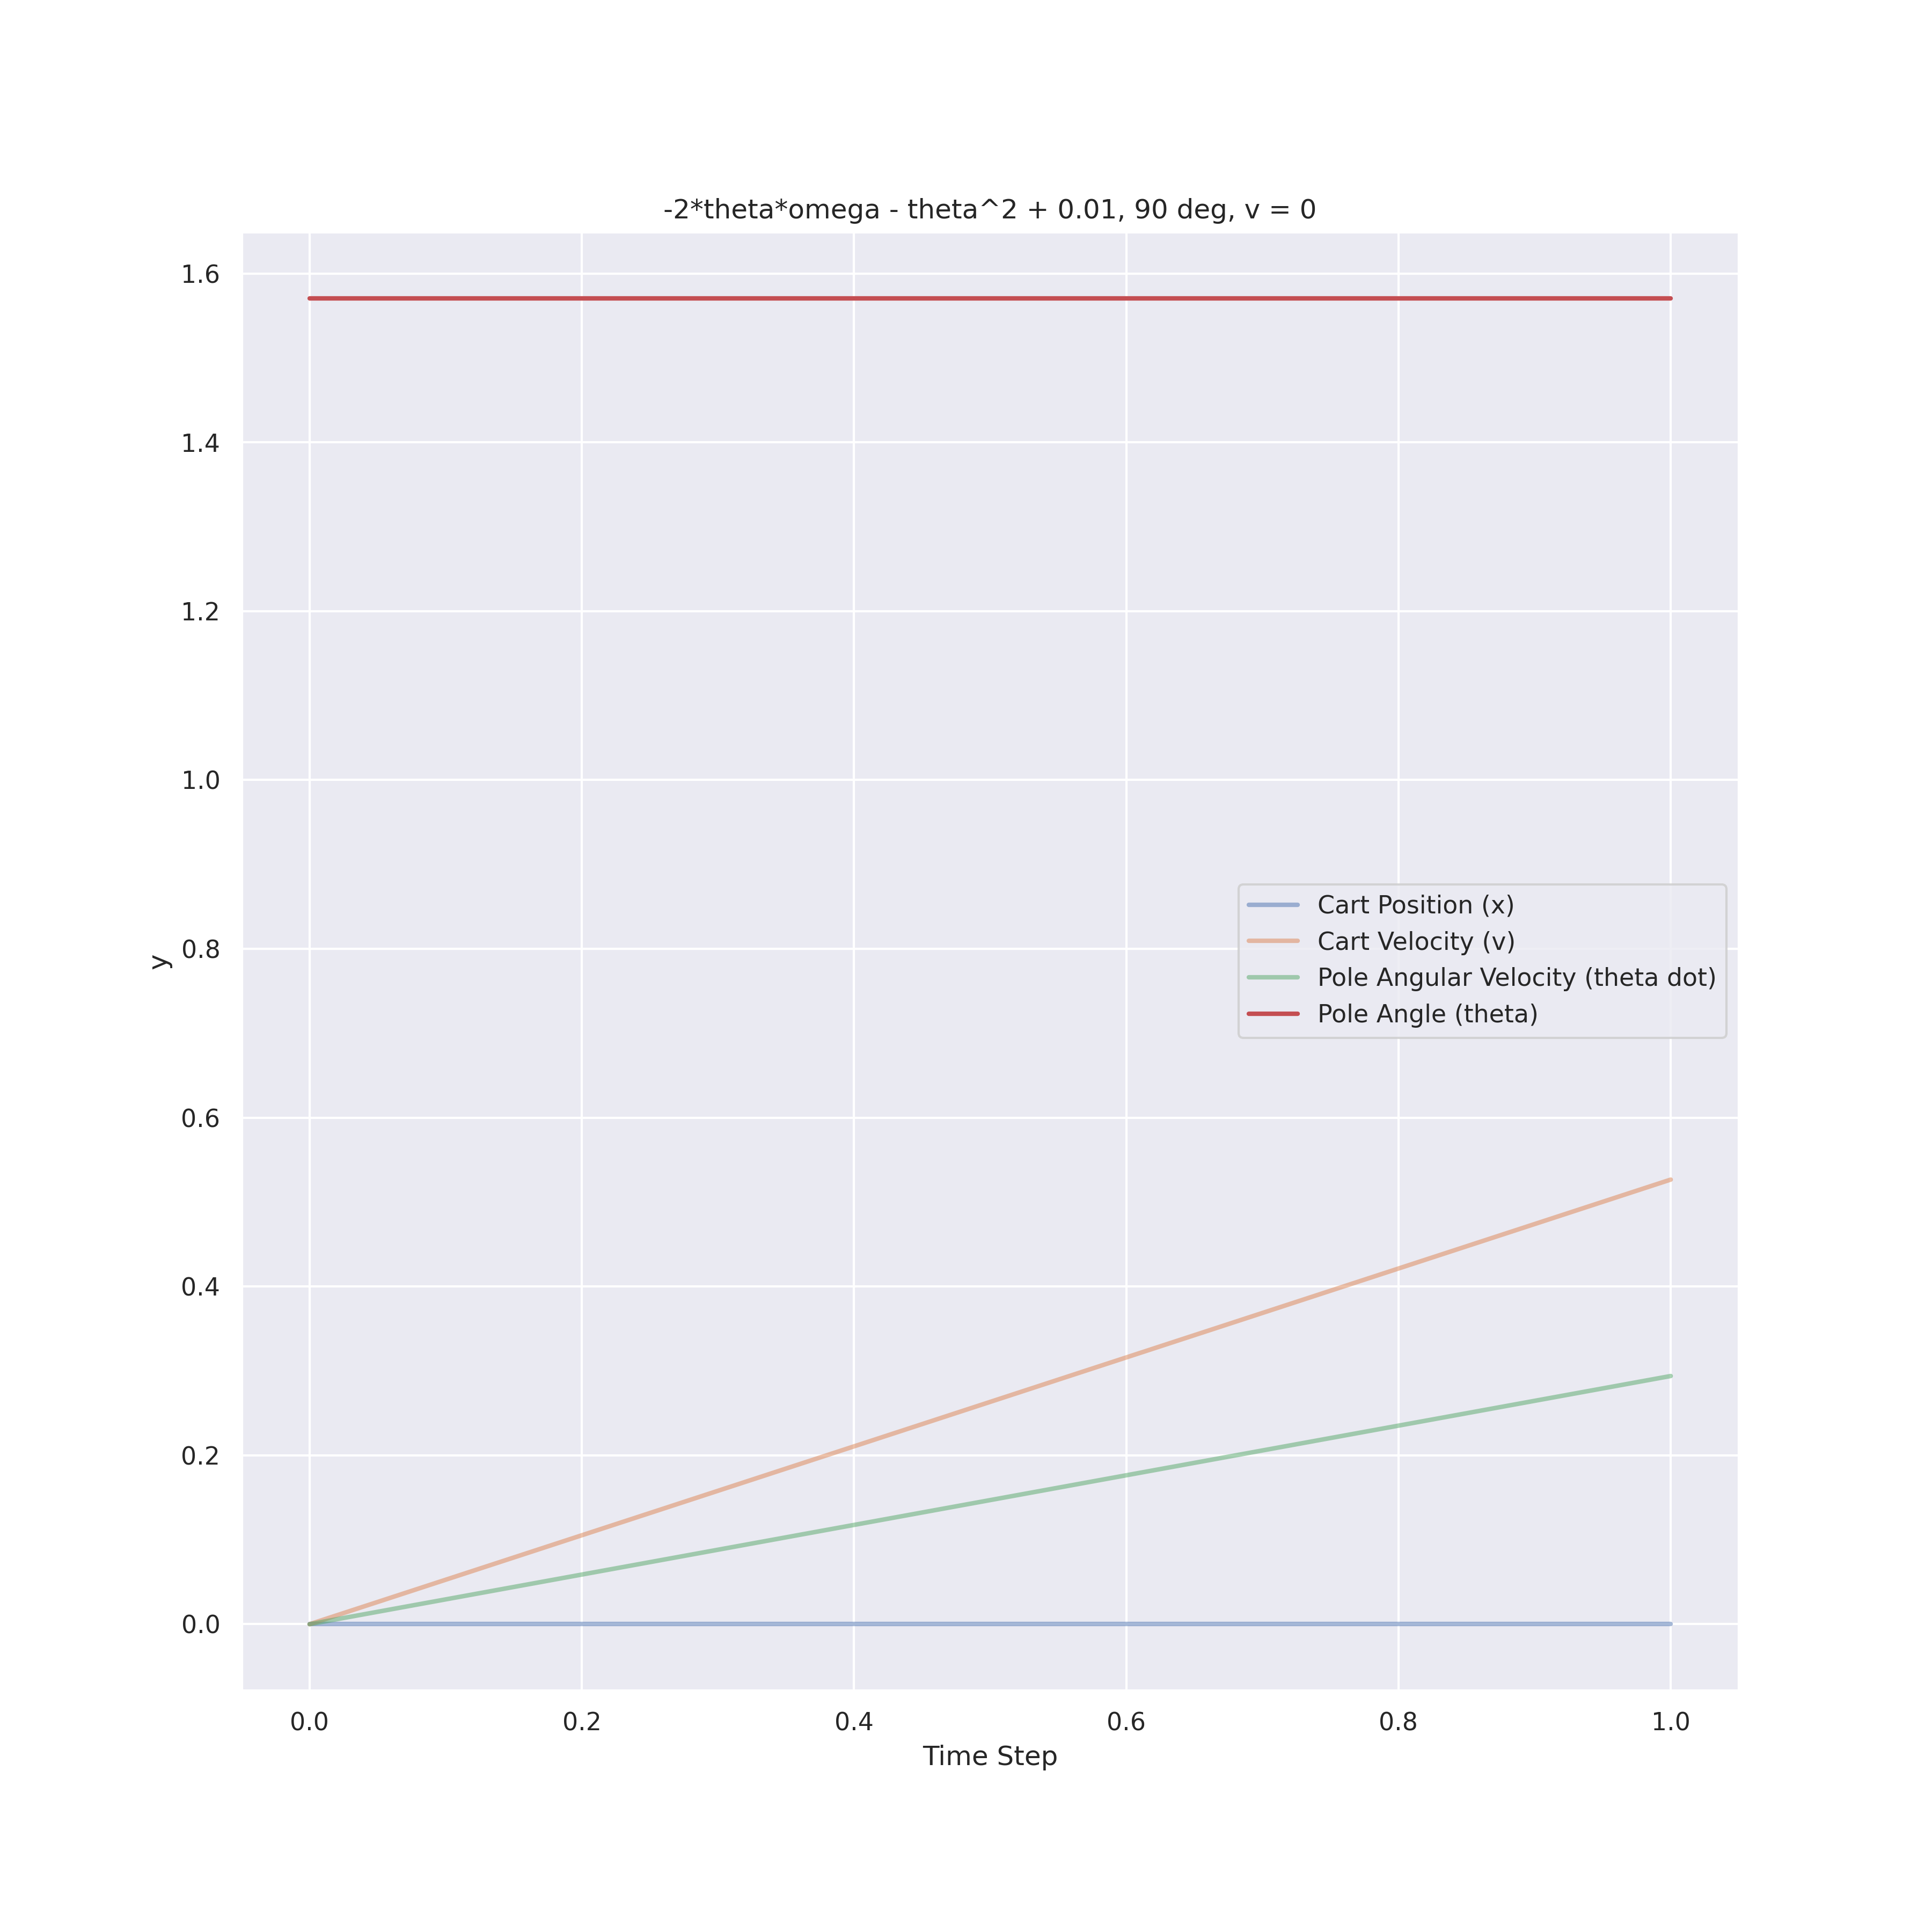 -2*theta*omega - theta^2 + 0.01, 90 deg, v = 0
1.6
1.4
1.2
1.0
0.8
0.6
0.4
0.2
0.0
y
Cart Position (x)
Cart Velocity (v)
Pole Angular Velocity (theta dot)
Pole Angle (theta)
0.0 0.2 0.4 0.6 0.8 1.0
Time Step